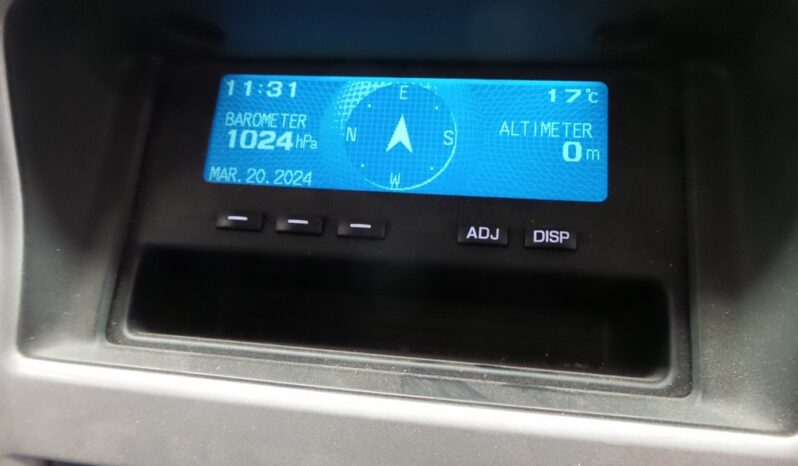 11:31
E
17℃
BAROMETER
1024hPa
N
S
ALTIMETER
0m
MAR. 20. 2024
W
ADJ
DISP